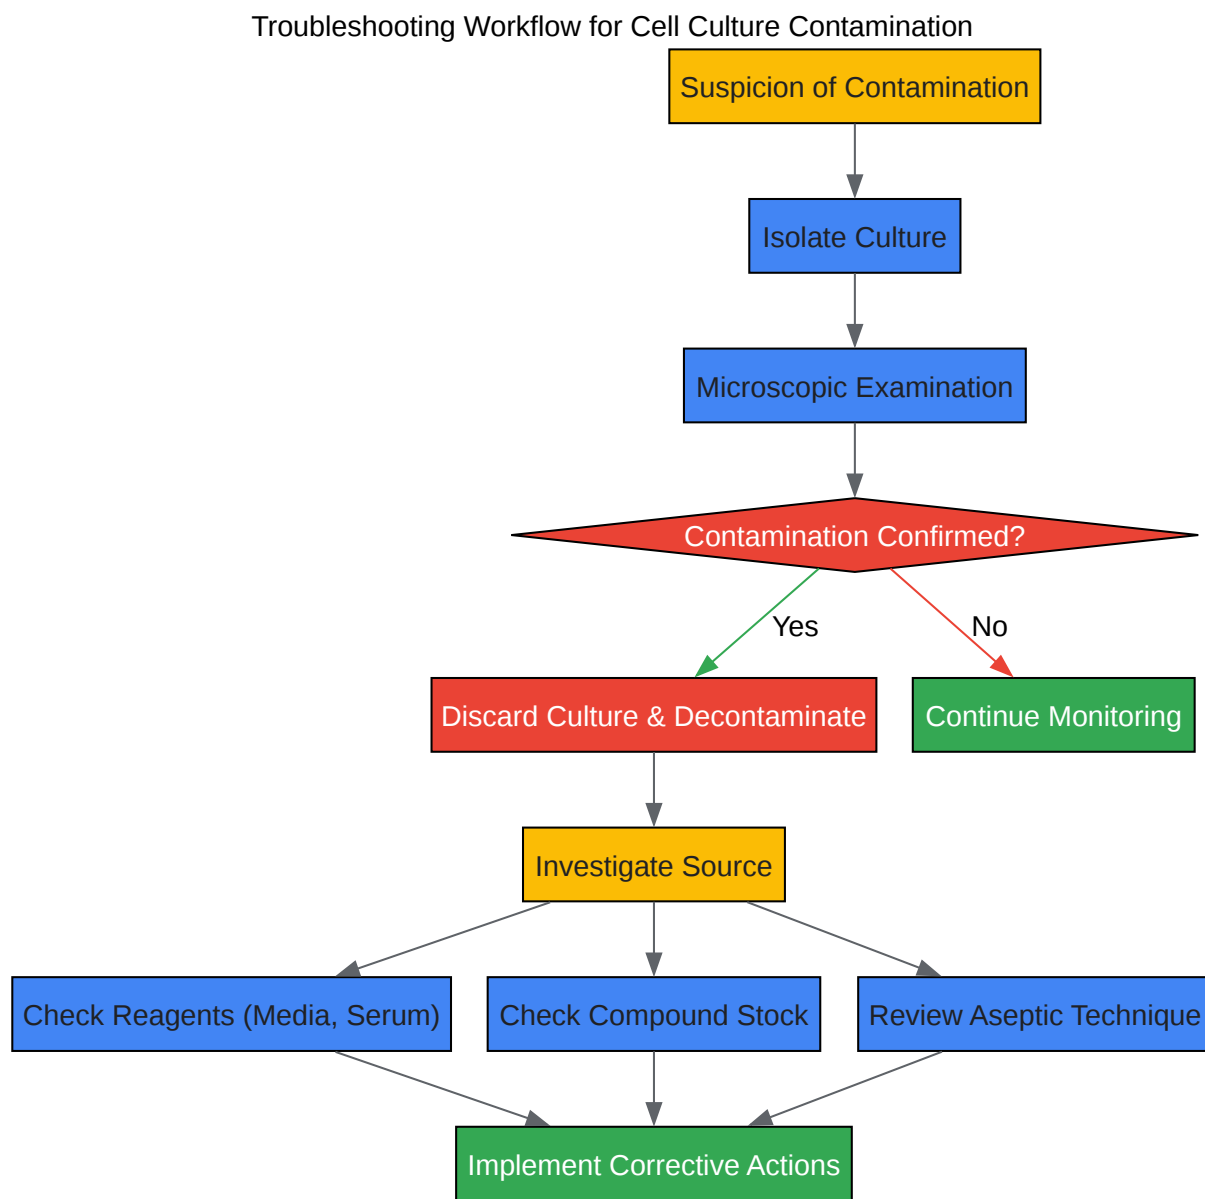 Troubleshooting Workflow for Cell Culture Contamination
Suspicion of Contamination
Isolate Culture
Microscopic Examination
Contamination Confirmed?
Yes
No
Discard Culture & Decontaminate
Continue Monitoring
Investigate Source
Check Reagents (Media, Serum)
Check Compound Stock
Review Aseptic Technique
Implement Corrective Actions